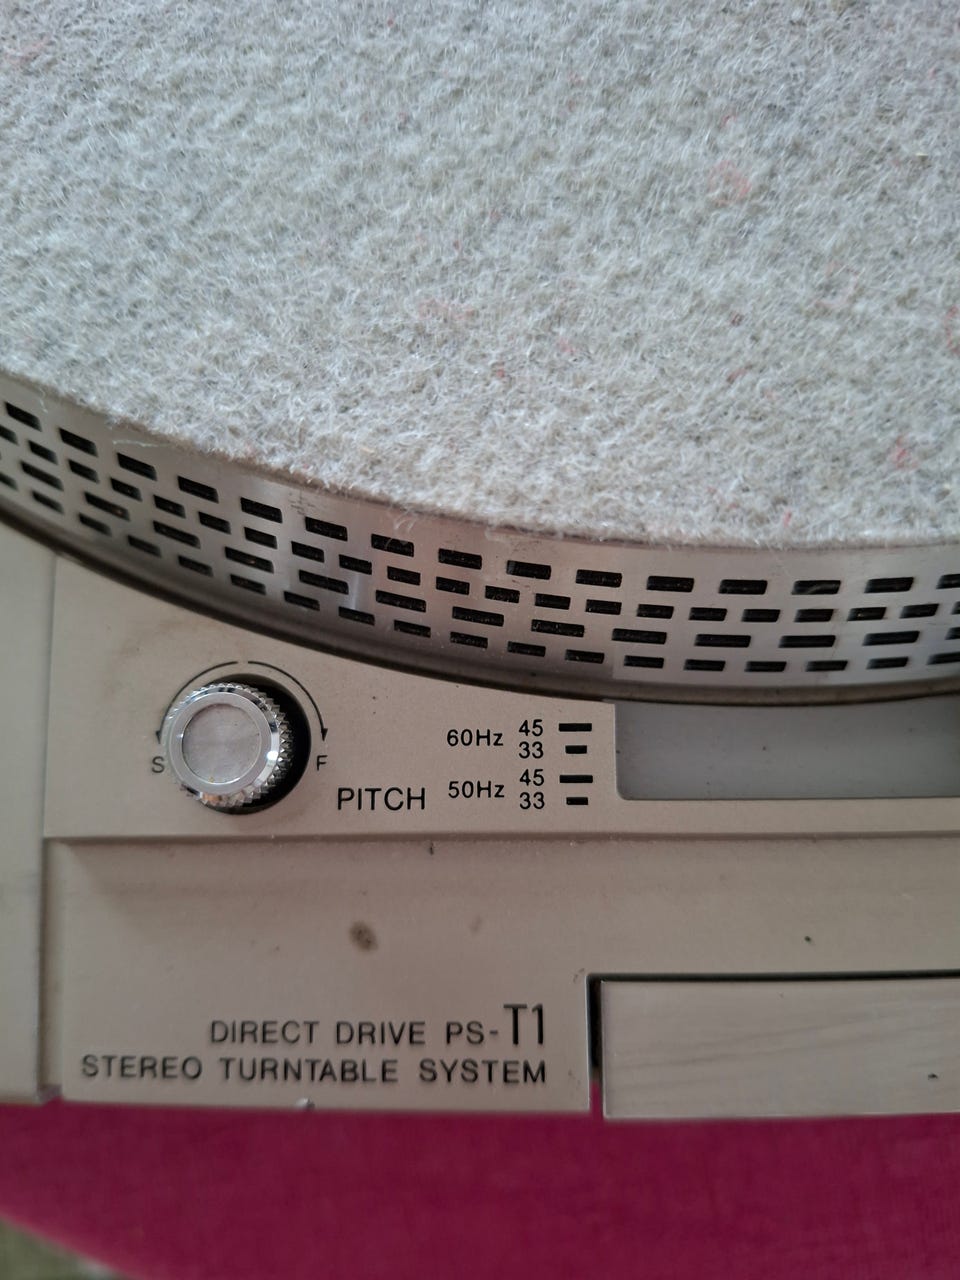 S
F
PITCH
60Hz 45
33
50Hz 45
33
DIRECT DRIVE PS-T1
STEREO TURNTABLE SYSTEM